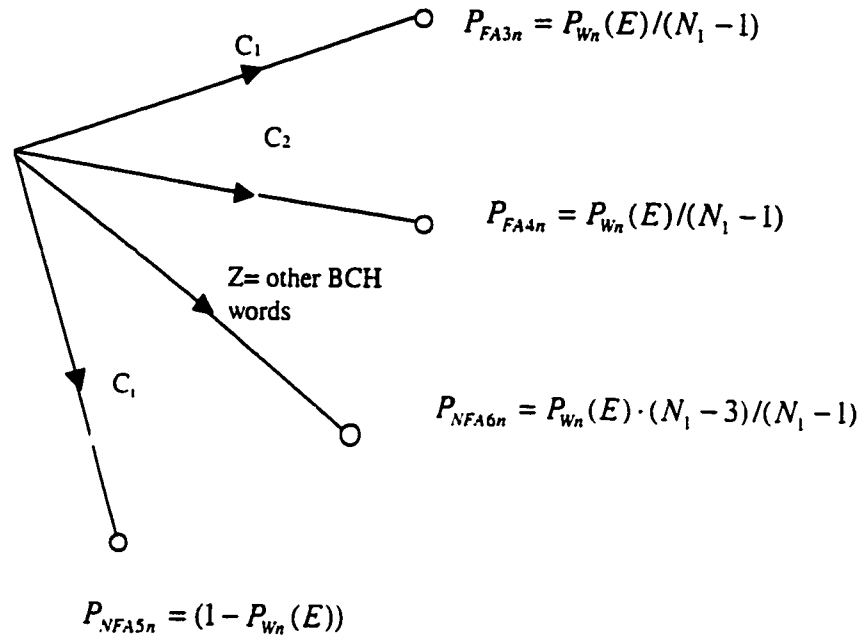 C₁
P_{FA3n} = P_{Wn}(E)/(N₁ − 1)
C₂
P_{FA4n} = P_{Wn}(E)/(N₁ − 1)
Z= other BCH
words
C₁
P_{NFA6n} = P_{Wn}(E)·(N₁ − 3)/(N₁ − 1)
P_{NFA5n} = (1 − P_{Wn}(E))